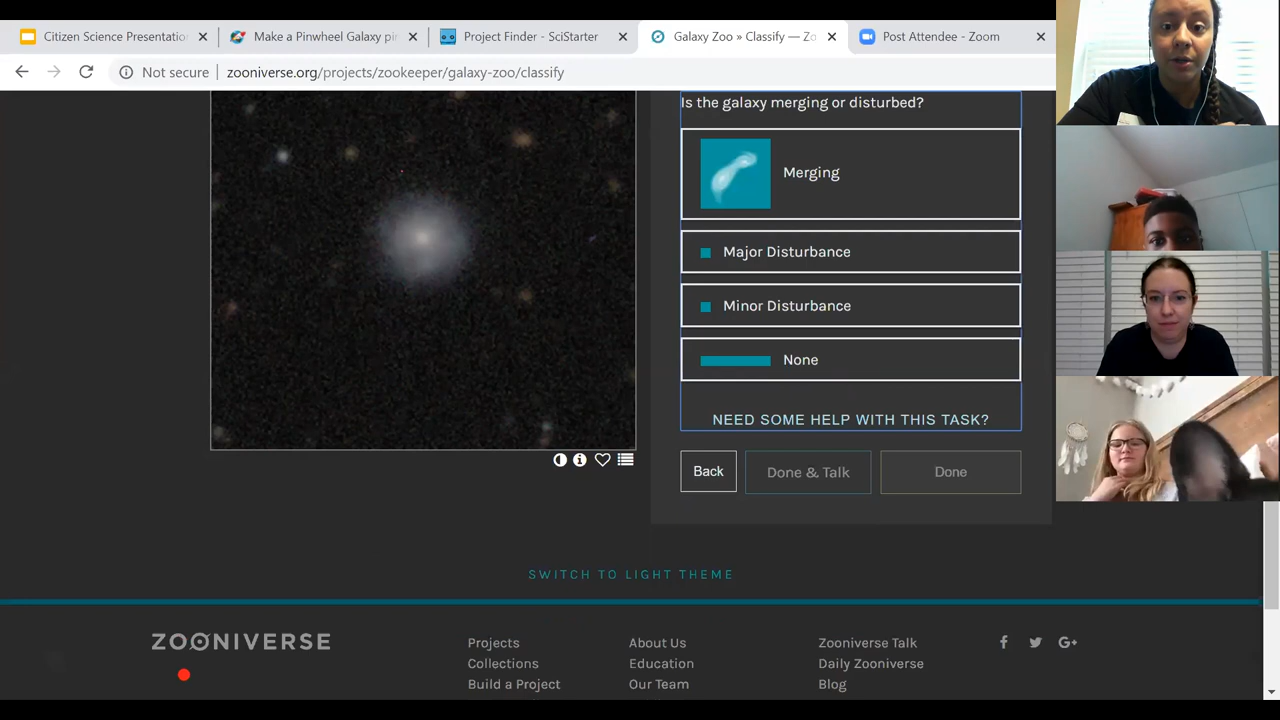 Citizen Science Presentatio
Make a Pinwheel Galaxy pi
Project Finder - SciStarter
Galaxy Zoo » Classify — Zo
Post Attendee - Zoom
Not secure
zooniverse.org/projects/zookeeper/galaxy-zoo/classify
Is the galaxy merging or disturbed?
Merging
Major Disturbance
Minor Disturbance
None
NEED SOME HELP WITH THIS TASK?
Back
Done & Talk
Done
SWITCH TO LIGHT THEME
ZOONIVERSE
Projects
Collections
Build a Project
About Us
Education
Our Team
Zooniverse Talk
Daily Zooniverse
Blog